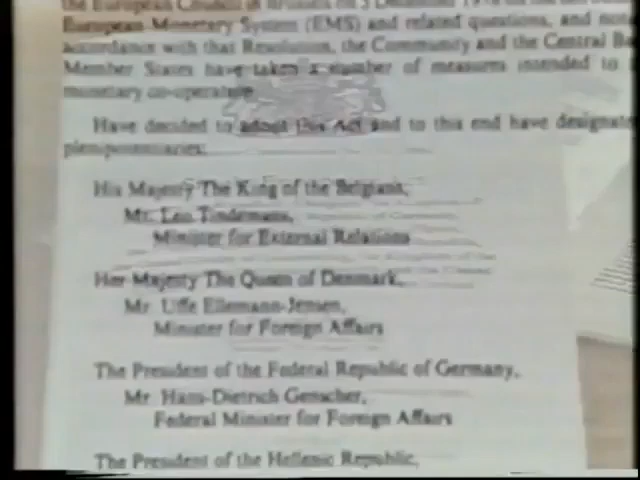 the European Council in Brussels on 5 December 1978 on the
European Monetary System (EMS) and related questions, and
accordance with that Resolution, the Community and the Central
Member States have taken a number of measures intended to
monetary co-operation.
Have decided to adopt this Act and to this end have
plenipotentiaries:
His Majesty The King of the Belgians,
Mr. Leo Tindemans,
Minister for External Relations
Her Majesty The Queen of Denmark,
Mr Uffe Ellemann-Jensen,
Minister for Foreign Affairs
The President of the Federal Republic of Germany,
Mr Hans-Dietrich Genscher,
Federal Minister for Foreign Affairs
The President of the Hellenic Republic,